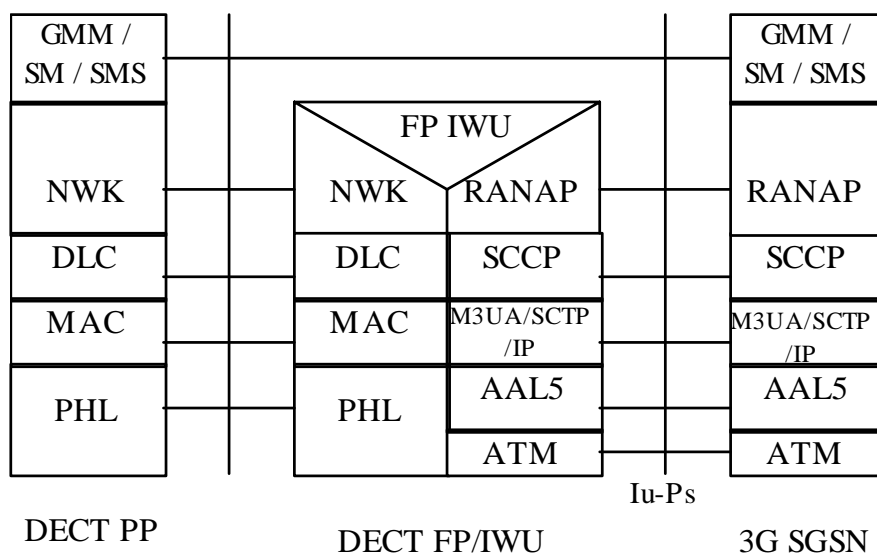 GMM /
SM / SMS
GMM /
SM / SMS
FP IWU
NWK
NWK
RANAP
RANAP
DLC
DLC
SCCP
SCCP
MAC
MAC
M3UA/SCTP
/IP
M3UA/SCTP
/IP
PHL
PHL
AAL5
AAL5
ATM
ATM
Iu-Ps
DECT PP
DECT FP/IWU
3G SGSN